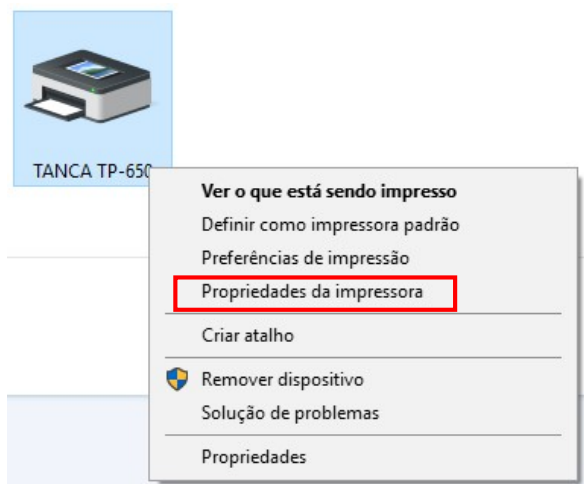 TANCA TP-650
Ver o que está sendo impresso
Definir como impressora padrão
Preferências de impressão
Propriedades da impressora
Criar atalho
Remover dispositivo
Solução de problemas
Propriedades